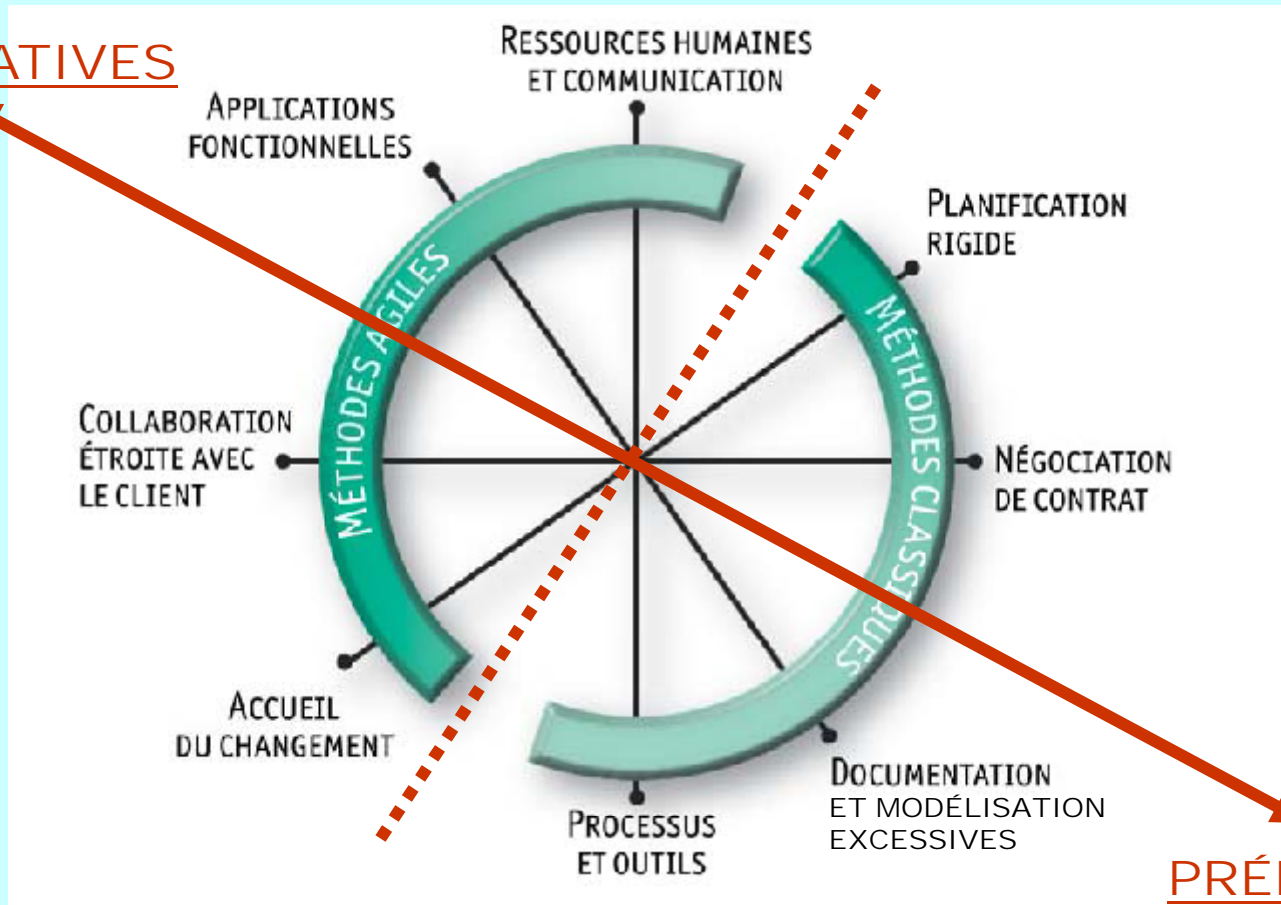 ATIVES
RESSOURCES HUMAINES
ET COMMUNICATION
APPLICATIONS
FONCTIONNELLES
PLANIFICATION
RIGIDE
MÉTHODES AGILES
MÉTHODES CLASSIQUES
COLLABORATION
ÉTROITE AVEC
LE CLIENT
NÉGOCIATION
DE CONTRAT
ACCUEIL
DU CHANGEMENT
DOCUMENTATION
ET MODÉLISATION
EXCESSIVES
PROCESSUS
ET OUTILS